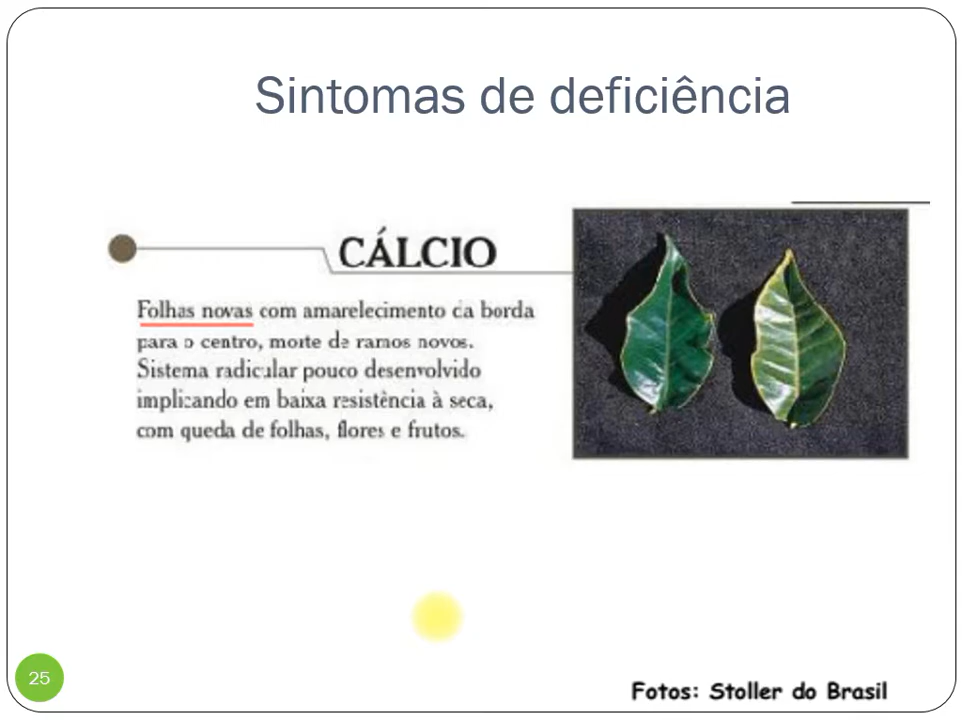 Sintomas de deficiência
CÁLCIO
Folhas novas com amarelecimento da borda
para o centro, morte de ramos novos.
Sistema radicular pouco desenvolvido
implicando em baixa resistência à seca,
com queda de folhas, flores e frutos.
25
Fotos: Stoller do Brasil